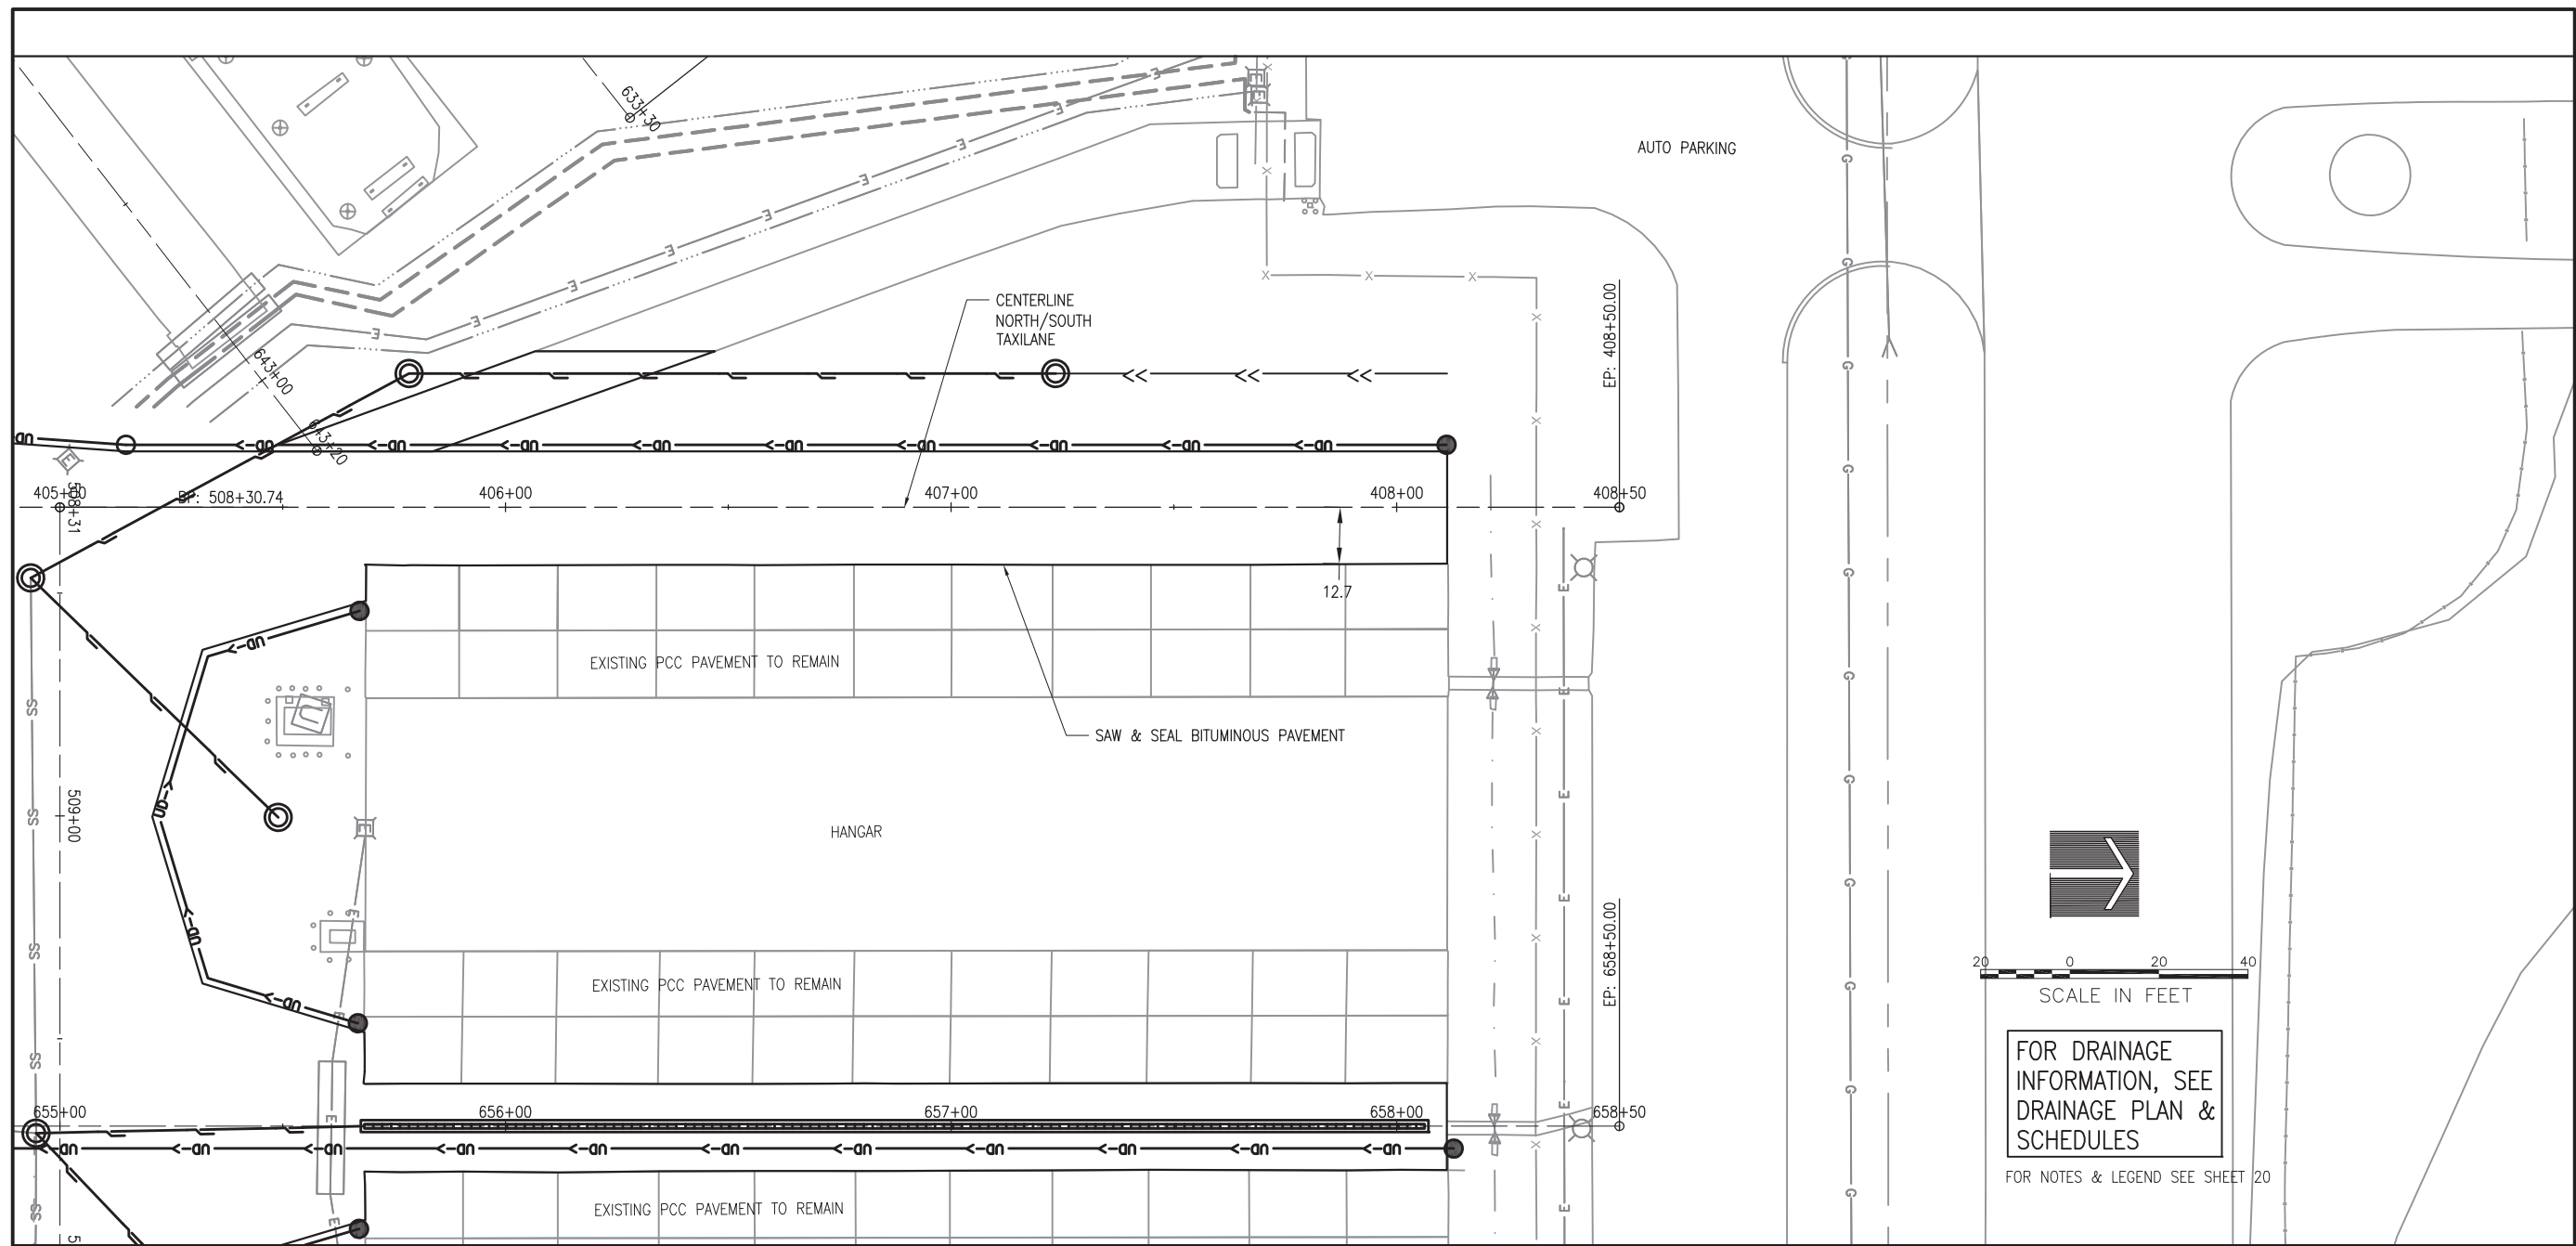 633+30
AUTO PARKING
CENTERLINE
NORTH/SOUTH
TAXILANE
EP: 408+50.00
643+00
643+20
405+00
508+31
BP: 508+30.74
406+00
407+00
408+00
408+50
12.7
EXISTING PCC PAVEMENT TO REMAIN
SAW & SEAL BITUMINOUS PAVEMENT
509+00
HANGAR
EP: 658+50.00
EXISTING PCC PAVEMENT TO REMAIN
20 0 20 40
SCALE IN FEET
FOR DRAINAGE
INFORMATION, SEE
DRAINAGE PLAN &
SCHEDULES
FOR NOTES & LEGEND SEE SHEET 20
655+00
656+00
657+00
658+00
658+50
EXISTING PCC PAVEMENT TO REMAIN